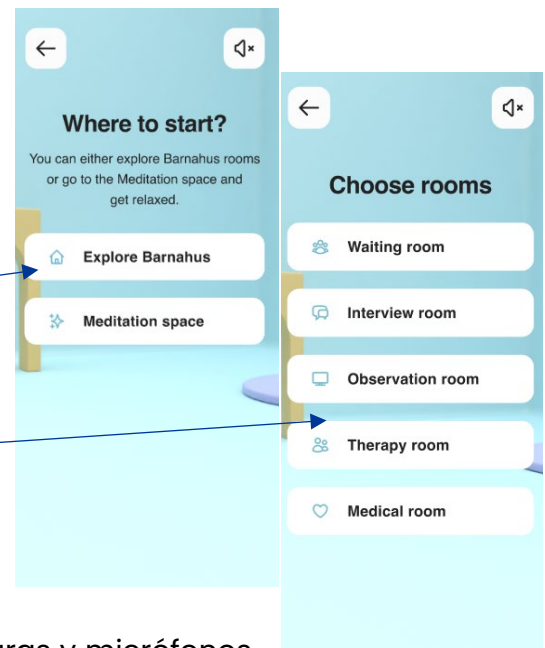 Where to start?
You can either explore Barnahus rooms
or go to the Meditation space and
get relaxed.
Explore Barnahus
Meditation space
Choose rooms
Waiting room
Interview room
Observation room
Therapy room
Medical room
y micrófonos